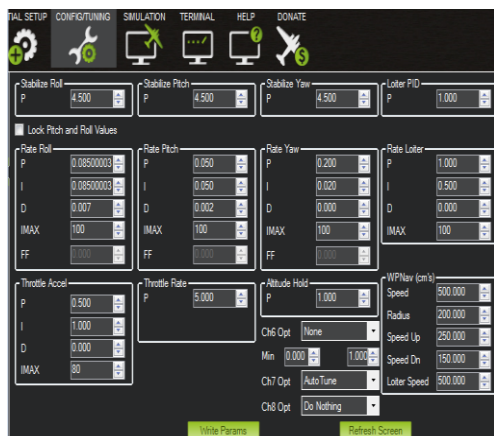 TIAL SETUP CONFIG/TUNING SIMULATION TERMINAL HELP DONATE
Stabilize Roll Stabilize Pitch Stabilize Yaw Loiter PID
P 4.500 P 4.500 P 4.500 P 1.000
Lock Pitch and Roll Values
Rate Roll Rate Pitch Rate Yaw Rate Loiter
P 0.08500003 P 0.050 P 0.200 P 1.000
I 0.08500003 I 0.050 I 0.020 I 0.500
D 0.007 D 0.002 D 0.000 D 0.000
IMAX 100 IMAX 100 IMAX 100 IMAX 100
FF 0.000 FF 0.000 FF 0.000
Throttle Accel Throttle Rate Altitude Hold WPNav (cm's)
P 0.500 P 5.000 P 1.000 Speed 500.000
I 1.000 Radius 200.000
D 0.000 Ch6 Opt None Speed Up 250.000
IMAX 80 Min 0.000 1.000 Speed Dn 150.000
Ch7 Opt AutoTune Loiter Speed 500.000
Ch8 Opt Do Nothing
Write Params Refresh Screen